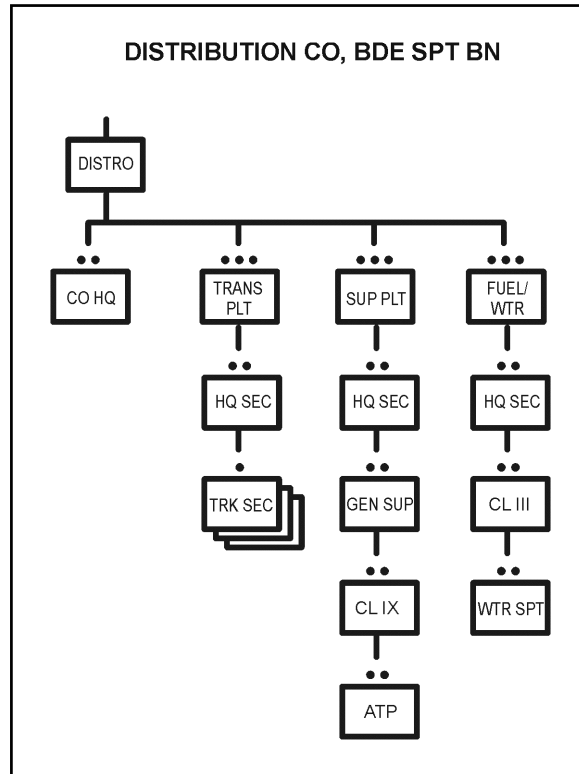 DISTRIBUTION CO, BDE SPT BN
DISTRO
CO HQ
TRANS
PLT
SUP PLT
FUEL/
WTR
HQ SEC
HQ SEC
HQ SEC
TRK SEC
GEN SUP
CL III
CL IX
WTR SPT
ATP